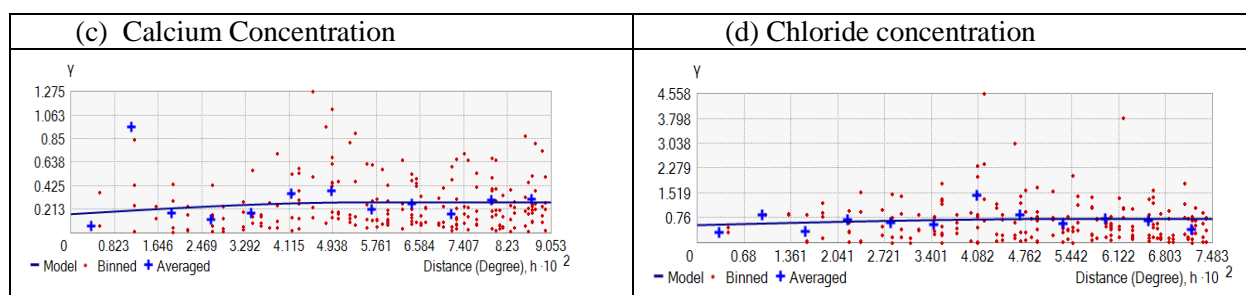 (c) Calcium Concentration
γ
1.275
1.063
0.85
0.638
0.425
0.213
0 0.823 1.646 2.469 3.292 4.115 4.938 5.761 6.584 7.407 8.23 9.053
Model Binned Averaged Distance (Degree), h ·10 2
(d) Chloride concentration
γ
4.558
3.798
3.038
2.279
1.519
0.76
0 0.68 1.361 2.041 2.721 3.401 4.082 4.762 5.442 6.122 6.803 7.483
Model Binned Averaged Distance (Degree), h ·10 2